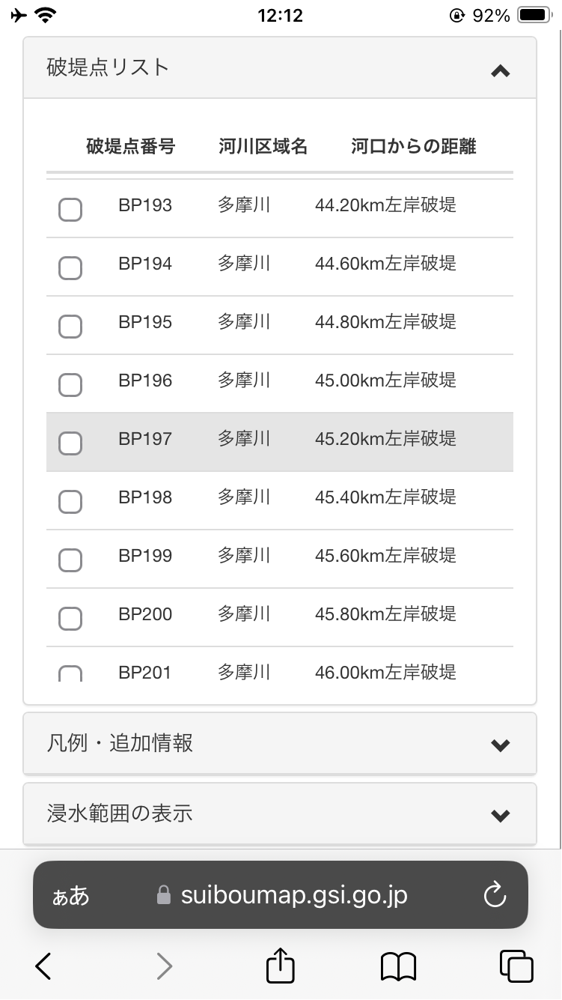 12:12 92%
破堤点リスト
破堤点番号 河川区域名 河口からの距離
BP193 多摩川 44.20km左岸破堤
BP194 多摩川 44.60km左岸破堤
BP195 多摩川 44.80km左岸破堤
BP196 多摩川 45.00km左岸破堤
BP197 多摩川 45.20km左岸破堤
BP198 多摩川 45.40km左岸破堤
BP199 多摩川 45.60km左岸破堤
BP200 多摩川 45.80km左岸破堤
BP201 多摩川 46.00km左岸破堤
凡例・追加情報
浸水範囲の表示
ぁあ suiboumap.gsi.go.jp